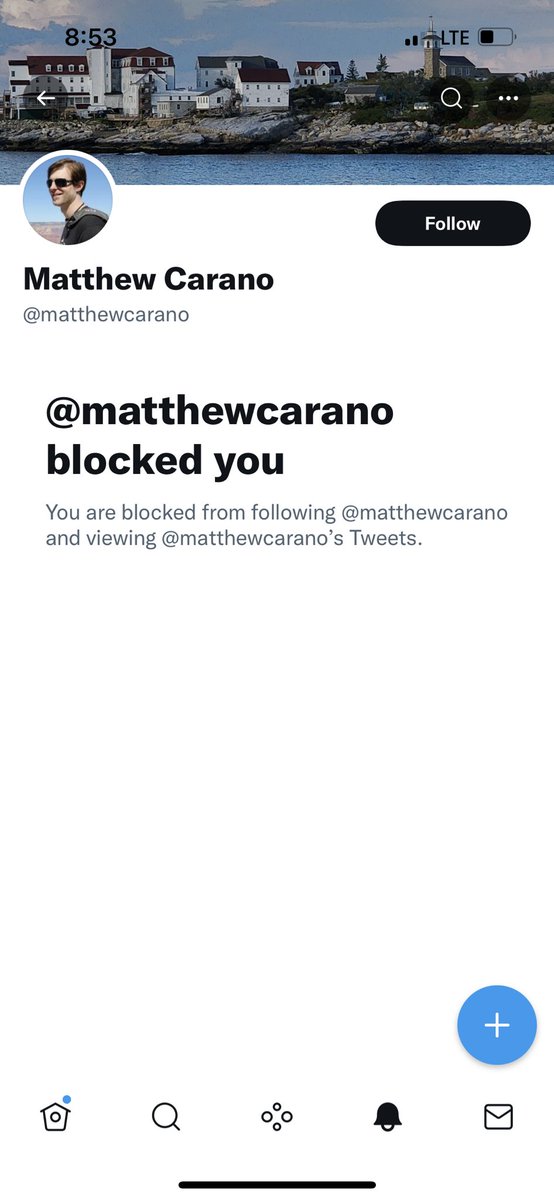 8:53
LTE
Follow
Matthew Carano
@matthewcarano
@matthewcarano
blocked you
You are blocked from following @matthewcarano
and viewing @matthewcarano’s Tweets.